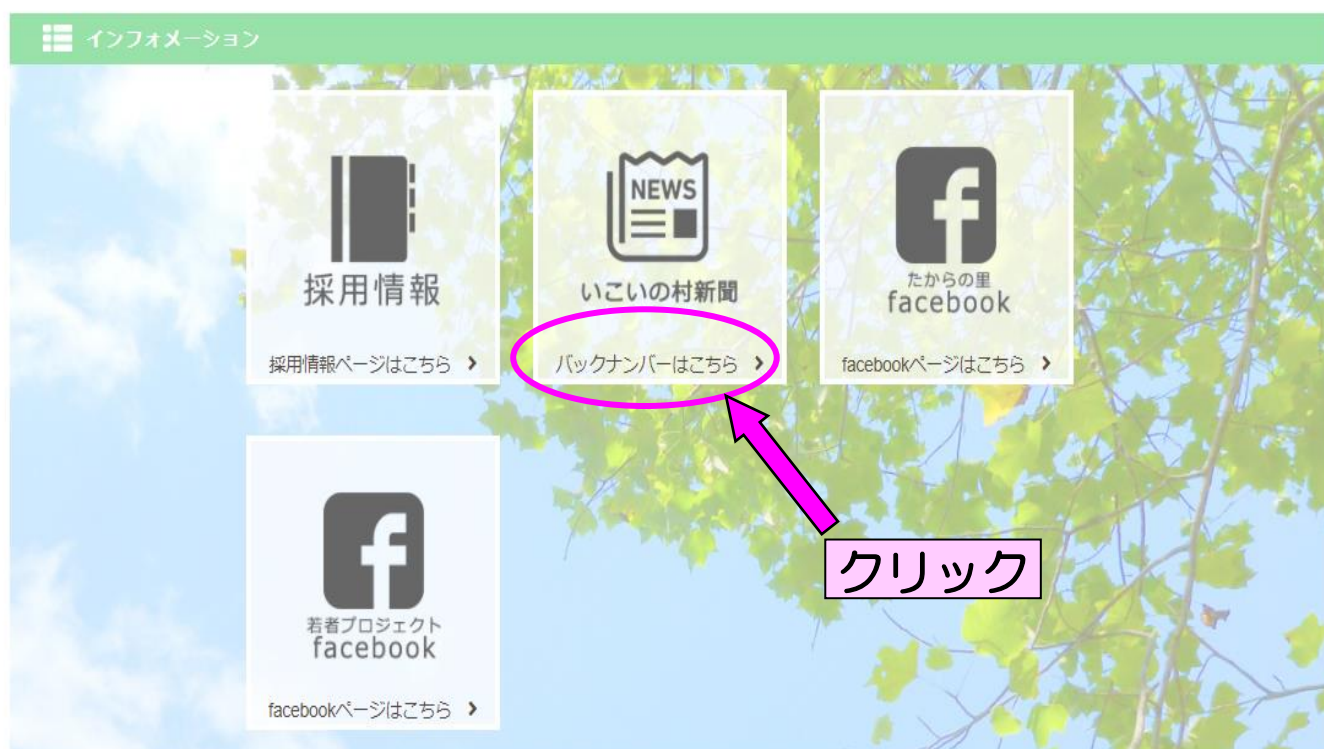 インフォメーション
採用情報
採用情報ページはこちら
NEWS
いこいの村新聞
バックナンバーはこちら
たからの里
facebook
facebookページはこちら
クリック
若者プロジェクト
facebook
facebookページはこちら